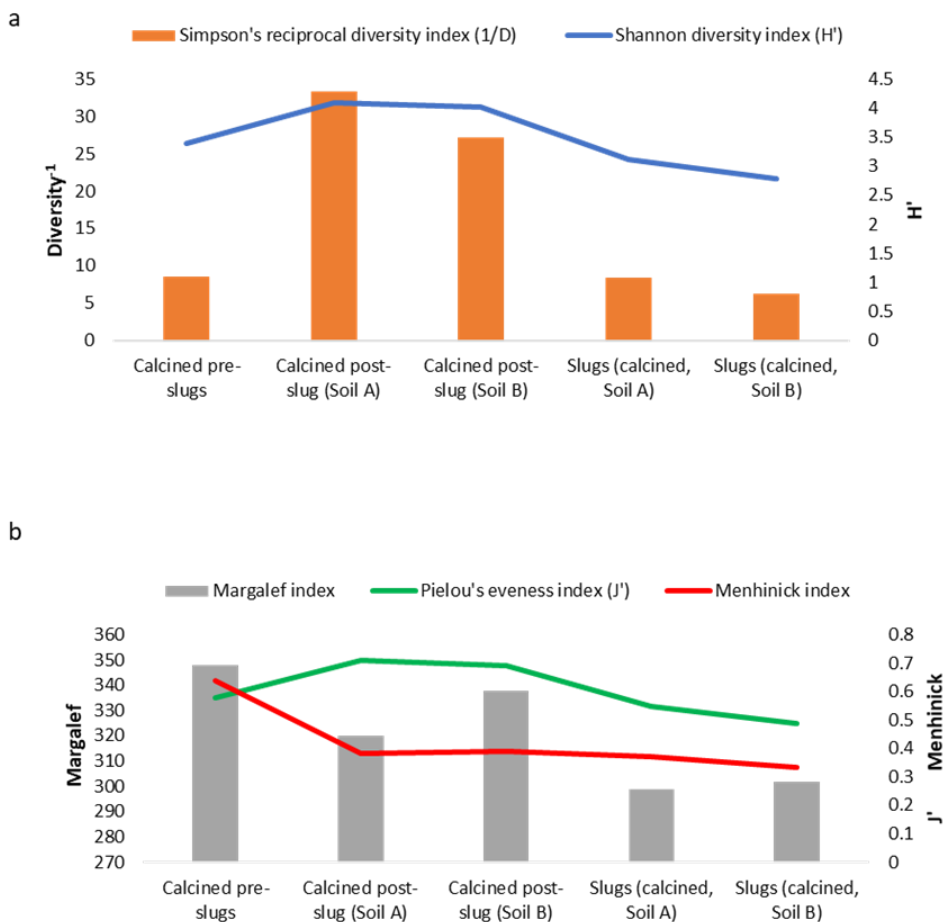 a
Simpson's reciprocal diversity index (1/D) Shannon diversity index (H')
35 4.5
30 4
25 3.5
20 3
15 2.5
10 2
5 1.5
0 1
0.5
0
Diversity-1
H'
Calcined pre- Calcined post- Calcined post- Slugs (calcined, Slugs (calcined,
slugs slug (Soil A) slug (Soil B) Soil A) Soil B)
b
Margalef index Pielou's eveness index (J') Menhinick index
360 0.8
350 0.7
340 0.6
330 0.5
320 0.4
310 0.3
300 0.2
290 0.1
280 0
270
Margalef
J' Menhinick
Calcined pre- Calcined post- Calcined post- Slugs (calcined, Slugs (calcined,
slugs slug (Soil A) slug (Soil B) Soil A) Soil B)